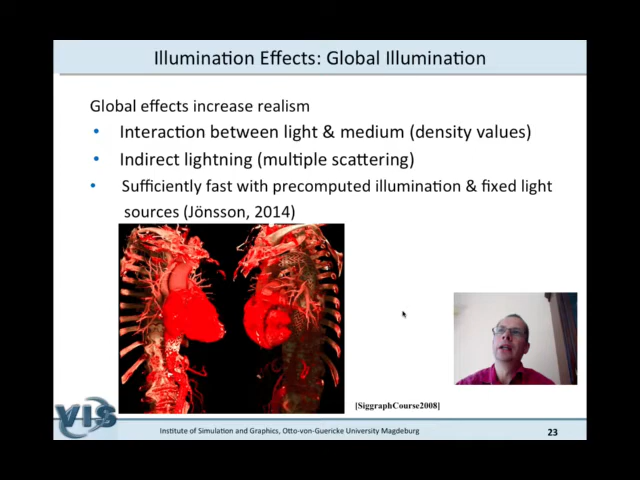 Illumination Effects: Global Illumination
Global effects increase realism
• Interaction between light & medium (density values)
• Indirect lightning (multiple scattering)
• Sufficiently fast with precomputed illumination & fixed light
sources (Jönsson, 2014)
[SiggraphCourse2008]
VIS
Institute of Simulation and Graphics, Otto-von-Guericke University Magdeburg
23